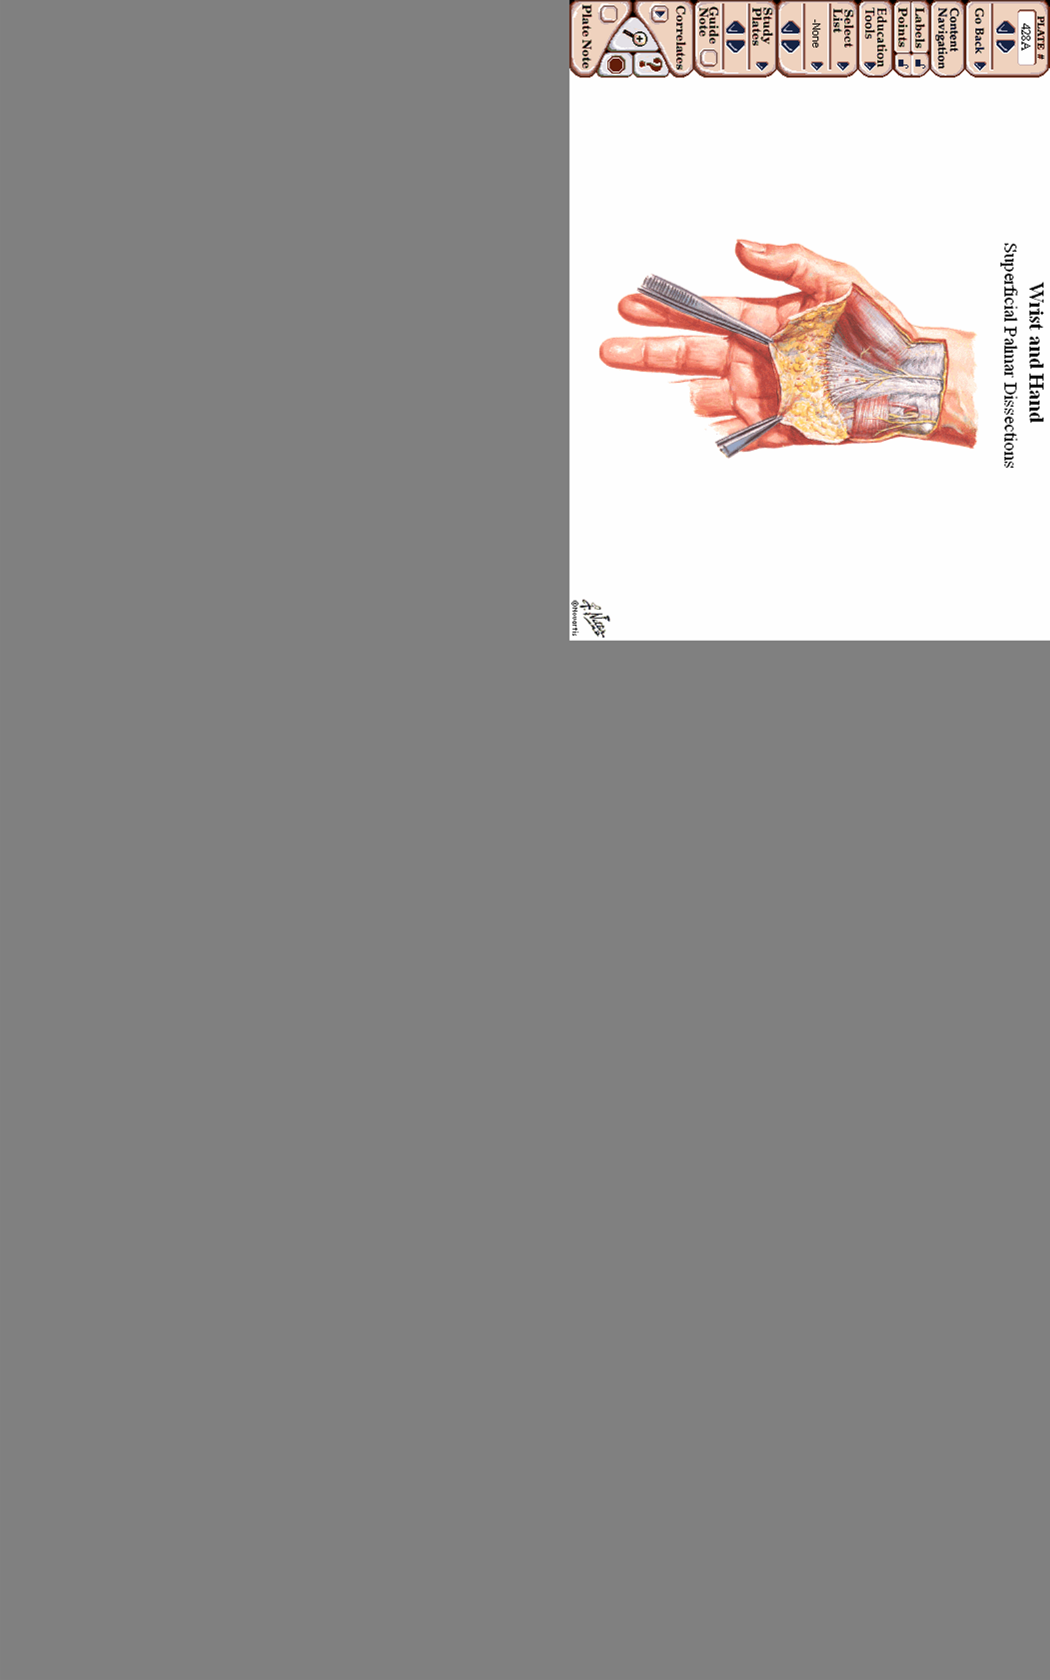 PLATE #
428A
Go Back
Content
Navigation
Labels
Points
Education
Tools
Select
List
-None
Study
Plates
Guide
Note
Correlates
?
Plate Note
Wrist and Hand
Superficial Palmar Dissections
©Novartis